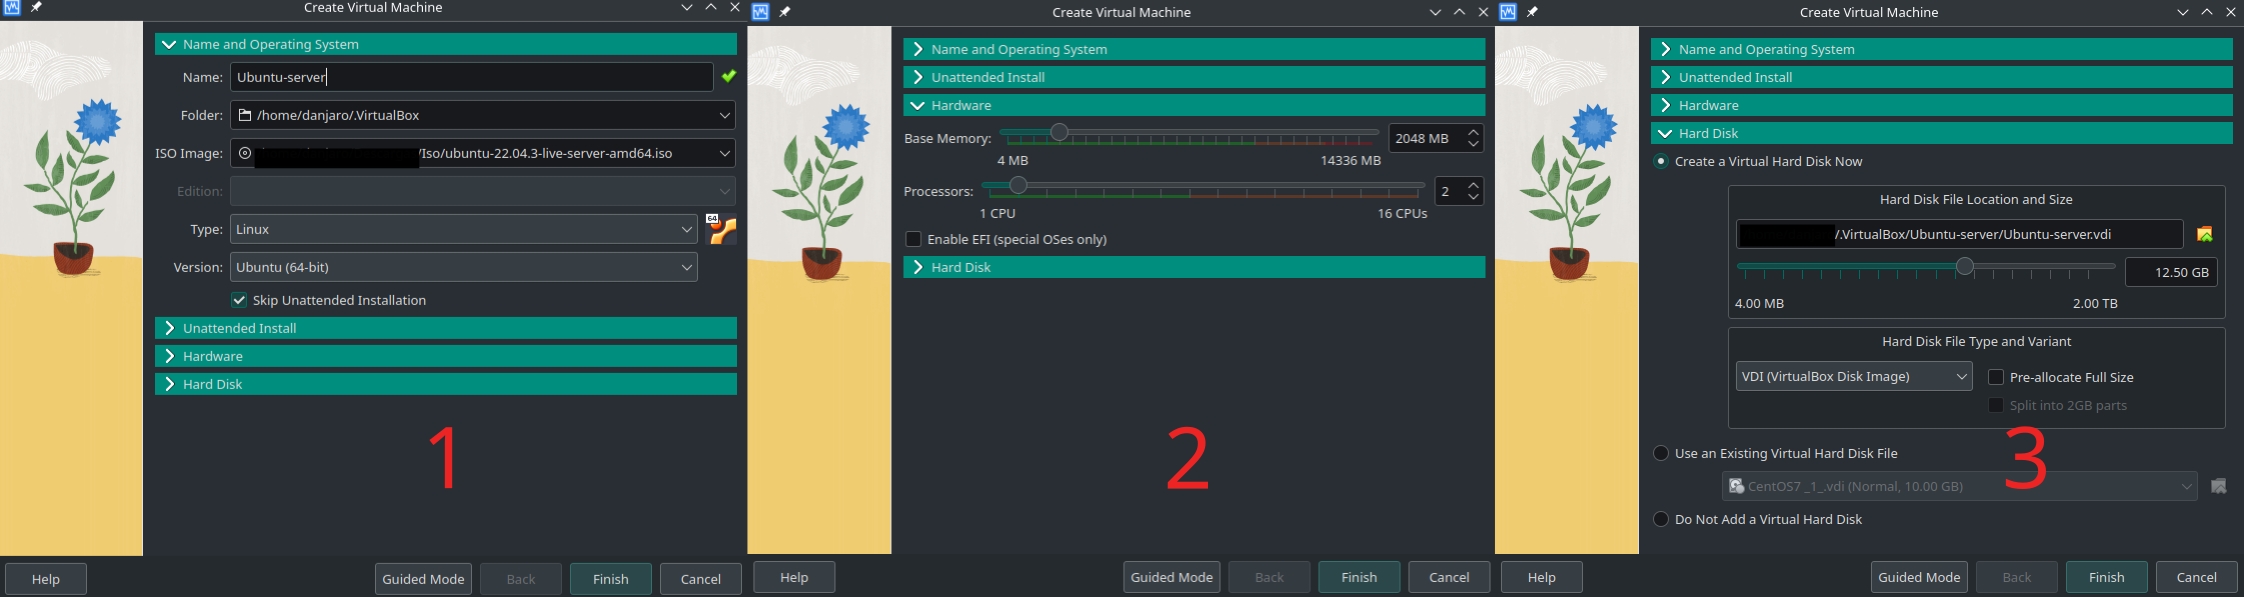 Create Virtual Machine
Name and Operating System
Name: Ubuntu-server
Folder: /home/danjaro/.VirtualBox
ISO Image: /Iso/ubuntu-22.04.3-live-server-amd64.iso
Edition:
Type: Linux
64
Version: Ubuntu (64-bit)
Skip Unattended Installation
Unattended Install
Hardware
Hard Disk
1
Help Guided Mode Back Finish Cancel
Create Virtual Machine
Name and Operating System
Unattended Install
Hardware
Base Memory: 2048 MB
4 MB 14336 MB
Processors: 2
1 CPU 16 CPUs
Enable EFI (special OSes only)
Hard Disk
2
Help Guided Mode Back Finish Cancel
Create Virtual Machine
Name and Operating System
Unattended Install
Hardware
Hard Disk
Create a Virtual Hard Disk Now
Hard Disk File Location and Size
/.VirtualBox/Ubuntu-server/Ubuntu-server.vdi
12.50 GB
4.00 MB 2.00 TB
Hard Disk File Type and Variant
VDI (VirtualBox Disk Image) Pre-allocate Full Size
Split into 2GB parts
3
Use an Existing Virtual Hard Disk File
CentOS7 _1_.vdi (Normal, 10.00 GB)
Do Not Add a Virtual Hard Disk
Help Guided Mode Back Finish Cancel